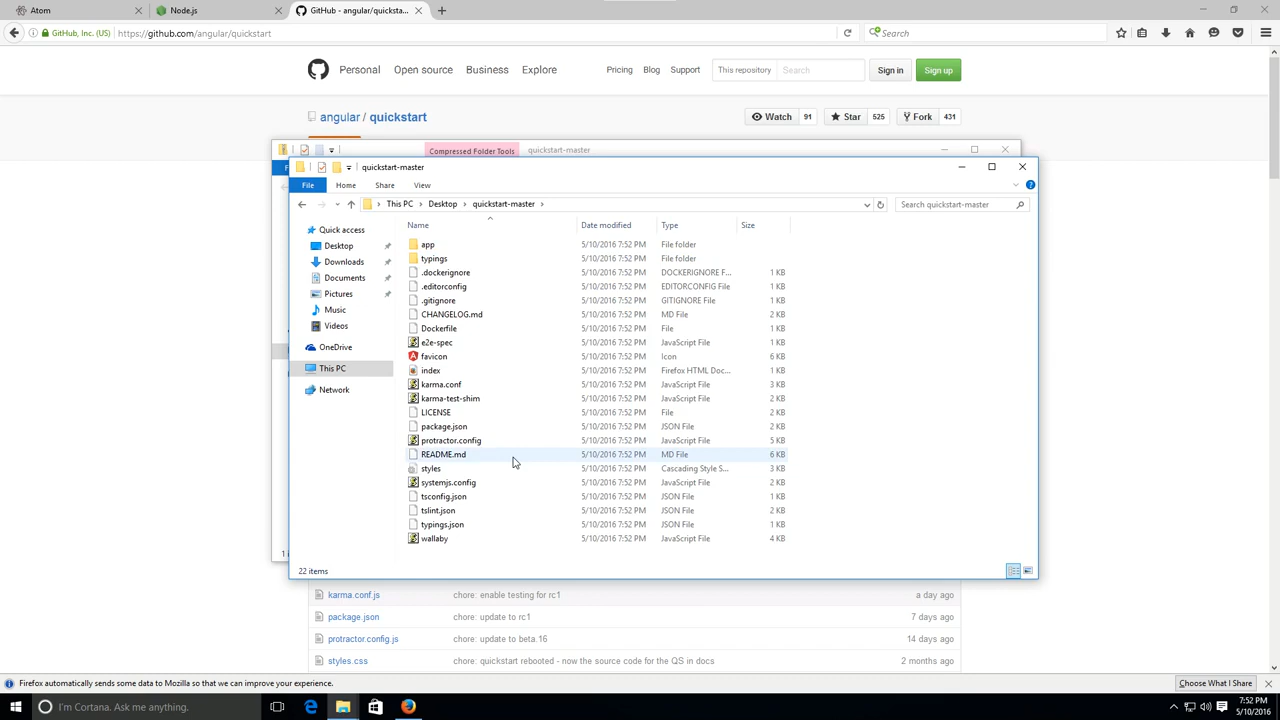 Atom
Node.js
GitHub - angular/quicksta...
GitHub, Inc. (US)
https://github.com/angular/quickstart
Search
Personal Open source Business Explore
Pricing Blog Support
This repository Search
Sign in
Sign up
angular / quickstart
Watch 91
Star 525
Fork 431
Compressed Folder Tools
quickstart-master
quickstart-master
File Home Share View
This PC > Desktop > quickstart-master >
Search quickstart-master
Quick access
Desktop
Downloads
Documents
Pictures
Music
Videos
OneDrive
This PC
Network
Name Date modified Type Size
app 5/10/2016 7:52 PM File folder
typings 5/10/2016 7:52 PM File folder
.dockerignore 5/10/2016 7:52 PM DOCKERIGNORE F... 1 KB
.editorconfig 5/10/2016 7:52 PM EDITORCONFIG File 1 KB
.gitignore 5/10/2016 7:52 PM GITIGNORE File 1 KB
CHANGELOG.md 5/10/2016 7:52 PM MD File 2 KB
Dockerfile 5/10/2016 7:52 PM File 1 KB
e2e-spec 5/10/2016 7:52 PM JavaScript File 1 KB
favicon 5/10/2016 7:52 PM Icon 6 KB
index 5/10/2016 7:52 PM Firefox HTML Doc... 1 KB
karma.conf 5/10/2016 7:52 PM JavaScript File 3 KB
karma-test-shim 5/10/2016 7:52 PM JavaScript File 2 KB
LICENSE 5/10/2016 7:52 PM File 2 KB
package.json 5/10/2016 7:52 PM JSON File 2 KB
protractor.config 5/10/2016 7:52 PM JavaScript File 5 KB
README.md 5/10/2016 7:52 PM MD File 6 KB
styles 5/10/2016 7:52 PM Cascading Style S... 3 KB
systemjs.config 5/10/2016 7:52 PM JavaScript File 2 KB
tsconfig.json 5/10/2016 7:52 PM JSON File 1 KB
tslint.json 5/10/2016 7:52 PM JSON File 2 KB
typings.json 5/10/2016 7:52 PM JSON File 1 KB
wallaby 5/10/2016 7:52 PM JavaScript File 4 KB
22 items
karma.conf.js chore: enable testing for rc1 a day ago
package.json chore: update to rc1 7 days ago
protractor.config.js chore: update to beta.16 14 days ago
styles.css chore: quickstart rebooted - now the source code for the QS in docs 2 months ago
Firefox automatically sends some data to Mozilla so that we can improve your experience.
Choose What I Share
I'm Cortana. Ask me anything.
7:52 PM
5/10/2016